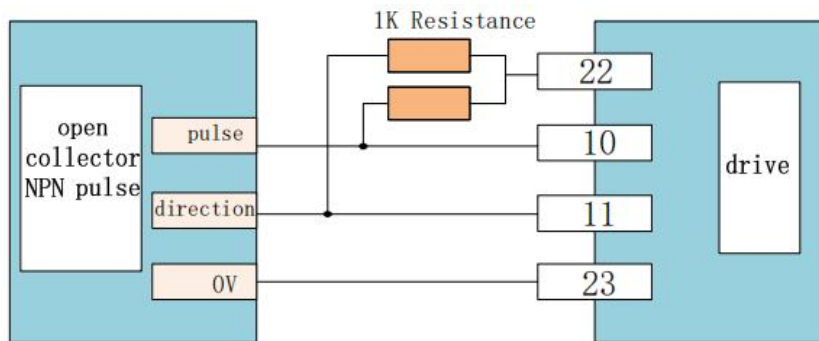 1K Resistance
open
collector
NPN pulse
pulse
direction
0V
22
10
11
23
drive